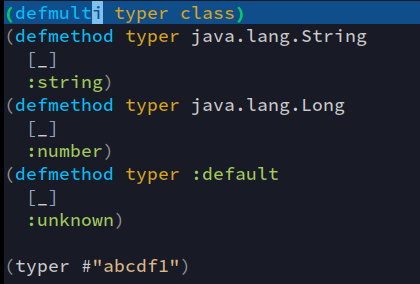 (defmulti typer class)
(defmethod typer java.lang.String
  [_]
  :string)
(defmethod typer java.lang.Long
  [_]
  :number)
(defmethod typer :default
  [_]
  :unknown)

(typer #"abcdf1")